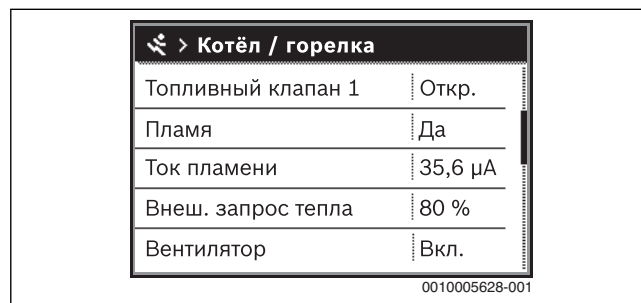 > Котёл / горелка
Топливный клапан 1 Откр.
Пламя Да
Ток пламени 35,6 µA
Внеш. запрос тепла 80 %
Вентилятор Вкл.
0010005628-001